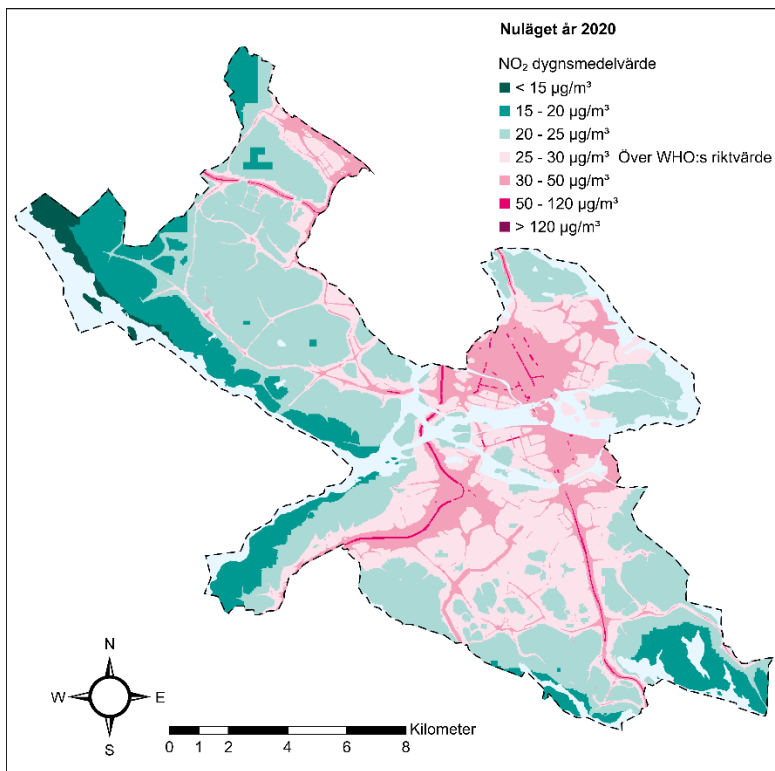 Nuläget år 2020
NO₂ dygnsmedelvärde
< 15 µg/m³
15 - 20 µg/m³
20 - 25 µg/m³
25 - 30 µg/m³ Över WHO:s riktvärde
30 - 50 µg/m³
50 - 120 µg/m³
> 120 µg/m³
N
W E
S
Kilometer
0 1 2 4 6 8